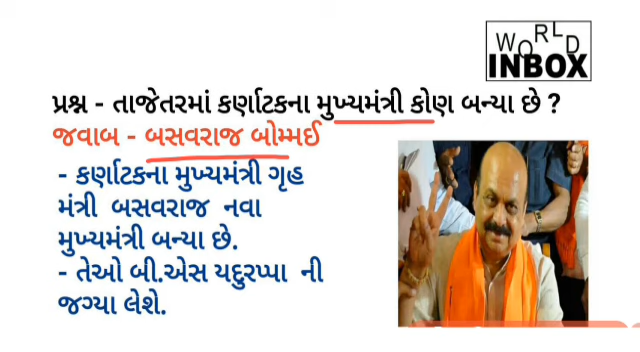 WORLD
INBOX
પ્રશ્ન - તાજેતરમાં કર્ણાટકના મુખ્યમંત્રી કોણ બન્યા છે ?
જવાબ - બસવરાજ બોમ્મઈ
- કર્ણાટકના મુખ્યમંત્રી ગૃહ
મંત્રી બસવરાજ નવા
મુખ્યમંત્રી બન્યા છે.
- તેઓ બી.એસ યદુરપ્પા ની
જગ્યા લેશે.